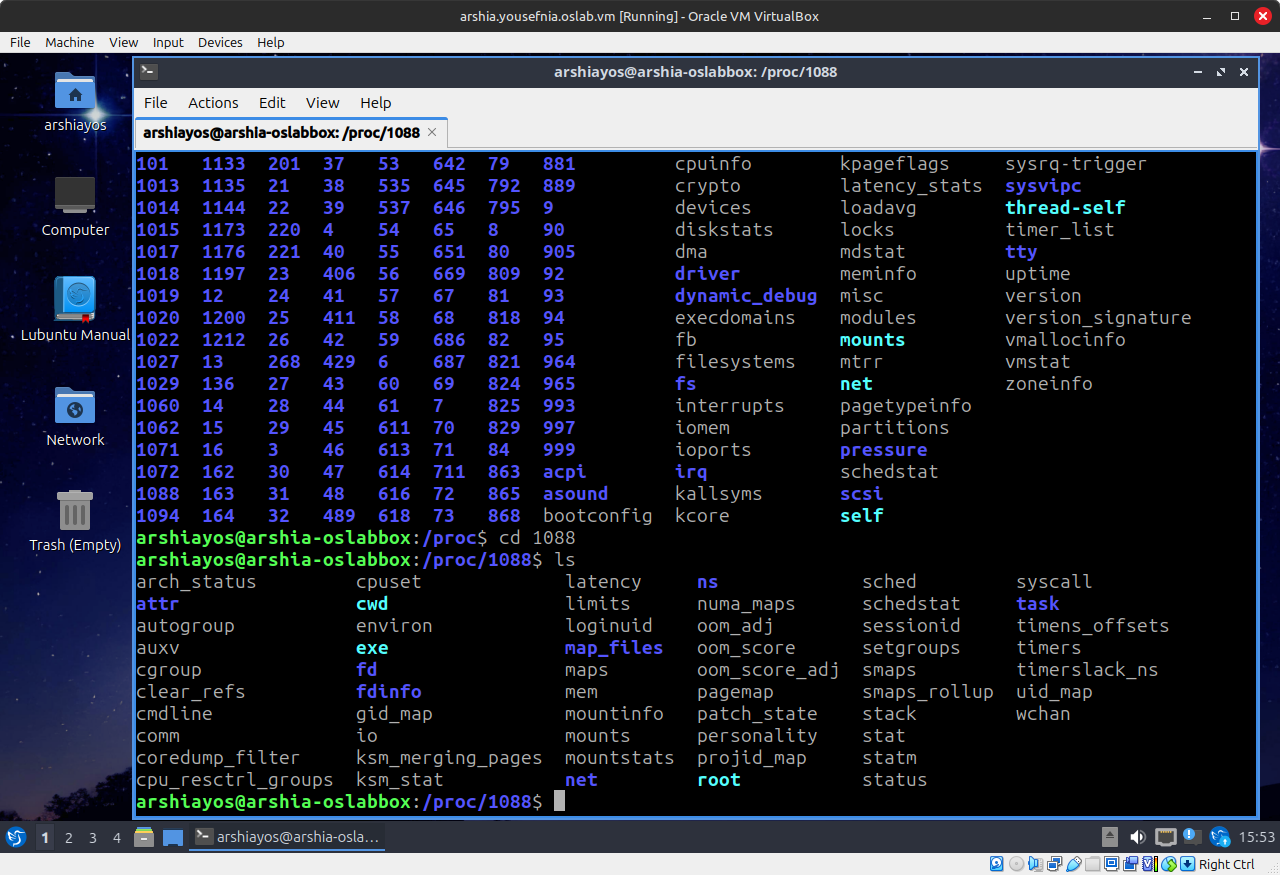 arshia.yousefnia.oslab.vm [Running] - Oracle VM VirtualBox
File Machine View Input Devices Help
arshiayos@arshia-oslabbox: /proc/1088
File Actions Edit View Help
arshiayos@arshia-oslabbox: /proc/1088
arshiayos
Computer
Lubuntu Manual
Network
Trash (Empty)
101 1133 201 37 53 642 79 881 cpuinfo kpageflags sysrq-trigger
1013 1135 21 38 535 645 792 889 crypto latency_stats sysvipc
1014 1144 22 39 537 646 795 9 devices loadavg thread-self
1015 1173 220 4 54 65 8 90 diskstats locks timer_list
1017 1176 221 40 55 651 80 905 dma mdstat tty
1018 1197 23 406 56 669 809 92 driver meminfo uptime
1019 12 24 41 57 67 81 93 dynamic_debug misc version
1020 1200 25 411 58 68 818 94 execdomains modules version_signature
1022 1212 26 42 59 686 82 95 fb mounts vmallocinfo
1027 13 268 429 6 687 821 964 filesystems mtrr vmstat
1029 136 27 43 60 69 824 965 fs net zoneinfo
1060 14 28 44 61 7 825 993 interrupts pagetypeinfo
1062 15 29 45 611 70 829 997 iomem partitions
1071 16 3 46 613 71 84 999 ioports pressure
1072 162 30 47 614 711 863 acpi irq schedstat
1088 163 31 48 616 72 865 asound kallsyms scsi
1094 164 32 489 618 73 868 bootconfig kcore self
arshiayos@arshia-oslabbox:/proc$ cd 1088
arshiayos@arshia-oslabbox:/proc/1088$ ls
arch_status cpuset latency ns sched syscall
attr cwd limits numa_maps schedstat task
autogroup environ loginuid oom_adj sessionid timens_offsets
auxv exe map_files oom_score setgroups timers
cgroup fd maps oom_score_adj smaps timerslack_ns
clear_refs fdinfo mem pagemap smaps_rollup uid_map
cmdline gid_map mountinfo patch_state stack wchan
comm io mounts personality stat
coredump_filter ksm_merging_pages mountstats projid_map statm
cpu_resctrl_groups ksm_stat net root status
arshiayos@arshia-oslabbox:/proc/1088$
1 2 3 4 arshiayos@arshia-osla... 15:53
Right Ctrl